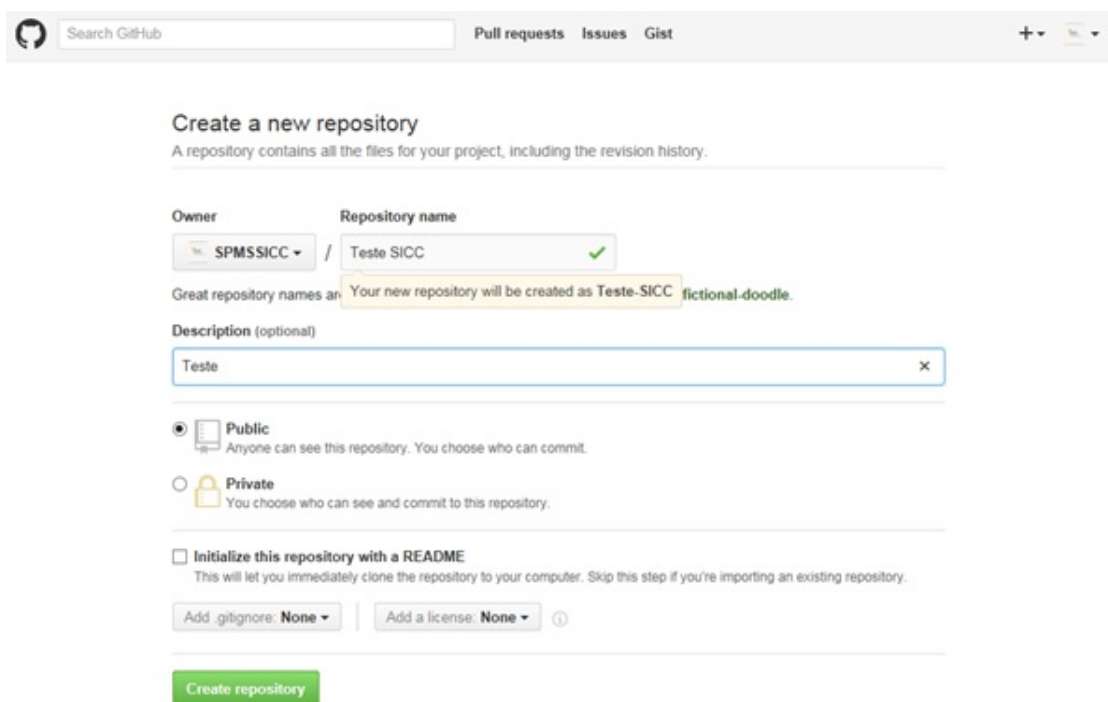 Search GitHub Pull requests Issues Gist
Create a new repository
A repository contains all the files for your project, including the revision history.
Owner Repository name
SPMSSICC / Teste SICC
Great repository names ar Your new repository will be created as Teste-SICC fictional-doodle.
Description (optional)
Teste
Public
Anyone can see this repository. You choose who can commit.
Private
You choose who can see and commit to this repository.
Initialize this repository with a README
This will let you immediately clone the repository to your computer. Skip this step if you're importing an existing repository.
Add .gitignore: None Add a license: None
Create repository